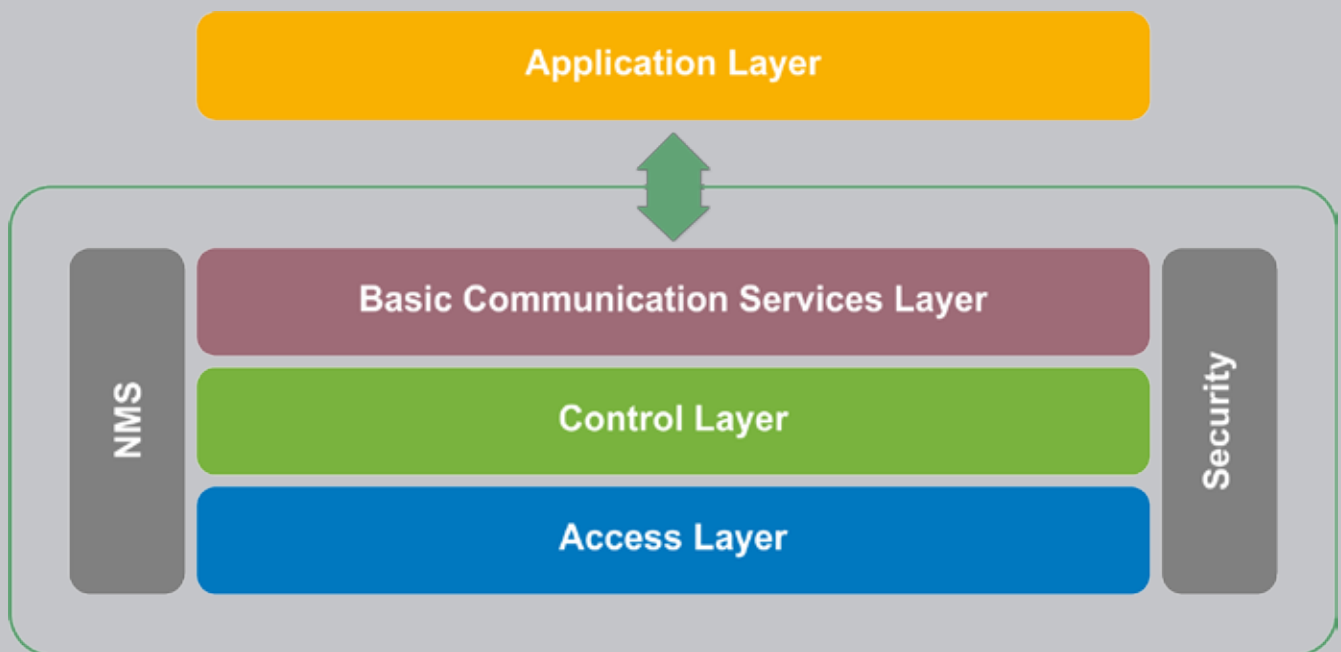 Application Layer
Basic Communication Services Layer
NMS
Control Layer
Security
Access Layer